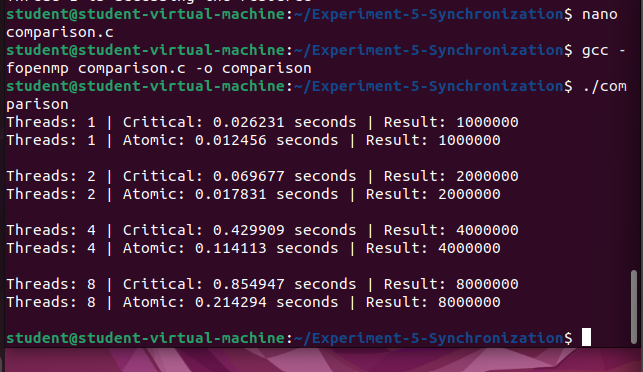 student@student-virtual-machine:~/Experiment-5-Synchronization$ nano
comparison.c
student@student-virtual-machine:~/Experiment-5-Synchronization$ gcc -
fopenmp comparison.c -o comparison
student@student-virtual-machine:~/Experiment-5-Synchronization$ ./com
parison
Threads: 1 | Critical: 0.026231 seconds | Result: 1000000
Threads: 1 | Atomic: 0.012456 seconds | Result: 1000000
Threads: 2 | Critical: 0.069677 seconds | Result: 2000000
Threads: 2 | Atomic: 0.017831 seconds | Result: 2000000
Threads: 4 | Critical: 0.429909 seconds | Result: 4000000
Threads: 4 | Atomic: 0.114113 seconds | Result: 4000000
Threads: 8 | Critical: 0.854947 seconds | Result: 8000000
Threads: 8 | Atomic: 0.214294 seconds | Result: 8000000
student@student-virtual-machine:~/Experiment-5-Synchronization$